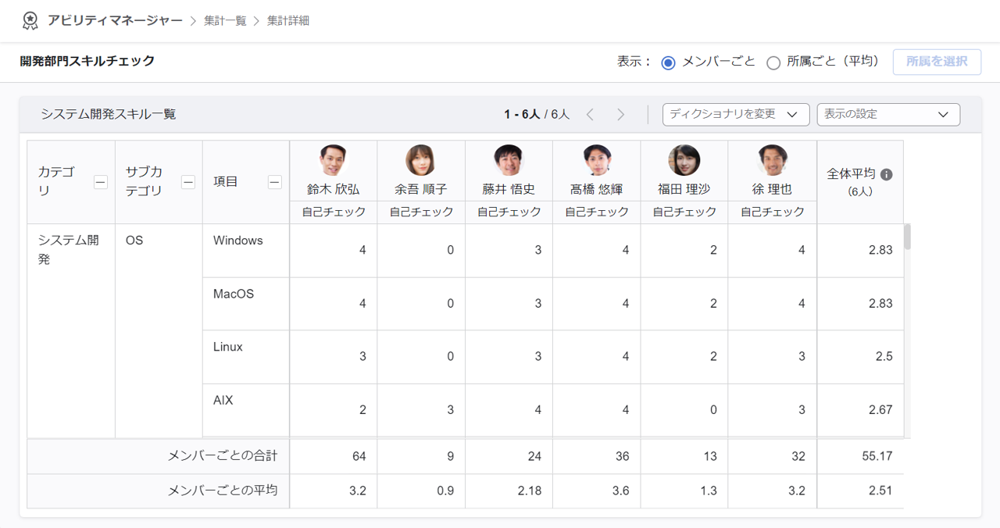 アビリティマネージャー > 集計一覧 > 集計詳細
開発部門スキルチェック 表示： メンバーごと 所属ごと（平均） 所属を選択
システム開発スキル一覧 1 - 6人 / 6人 ディクショナリを変更 表示の設定
カテゴリ サブカテゴリ 項目 鈴木 欣弘 余吾 順子 藤井 悟史 髙橋 悠輝 福田 理沙 徐 理也 全体平均（6人）
自己チェック 自己チェック 自己チェック 自己チェック 自己チェック 自己チェック
システム開発 OS Windows 4 0 3 4 2 4 2.83
MacOS 4 0 3 4 2 4 2.83
Linux 3 0 3 4 2 3 2.5
AIX 2 3 4 4 0 3 2.67
メンバーごとの合計 64 9 24 36 13 32 55.17
メンバーごとの平均 3.2 0.9 2.18 3.6 1.3 3.2 2.51